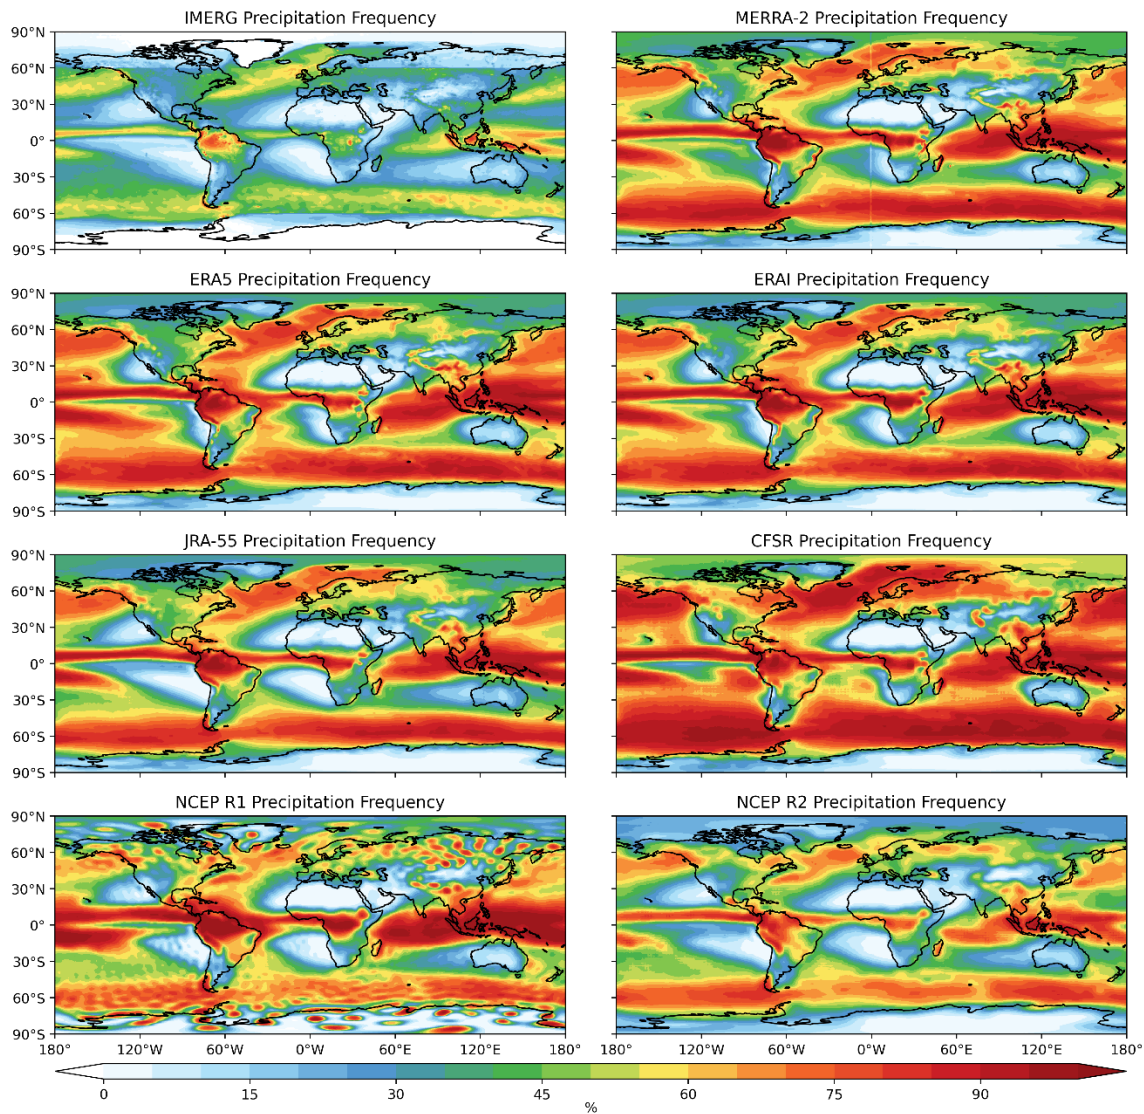 IMERG Precipitation Frequency
MERRA-2 Precipitation Frequency
90°N
60°N
30°N
0°
30°S
60°S
90°S
ERA5 Precipitation Frequency
ERAI Precipitation Frequency
90°N
60°N
30°N
0°
30°S
60°S
90°S
JRA-55 Precipitation Frequency
CFSR Precipitation Frequency
90°N
60°N
30°N
0°
30°S
60°S
90°S
NCEP R1 Precipitation Frequency
NCEP R2 Precipitation Frequency
90°N
60°N
30°N
0°
30°S
60°S
90°S
180° 120°W 60°W 0°W 60°E 120°E 180° 180° 120°W 60°W 0°W 60°E 120°E 180°
0 15 30 45 60 75 90
%